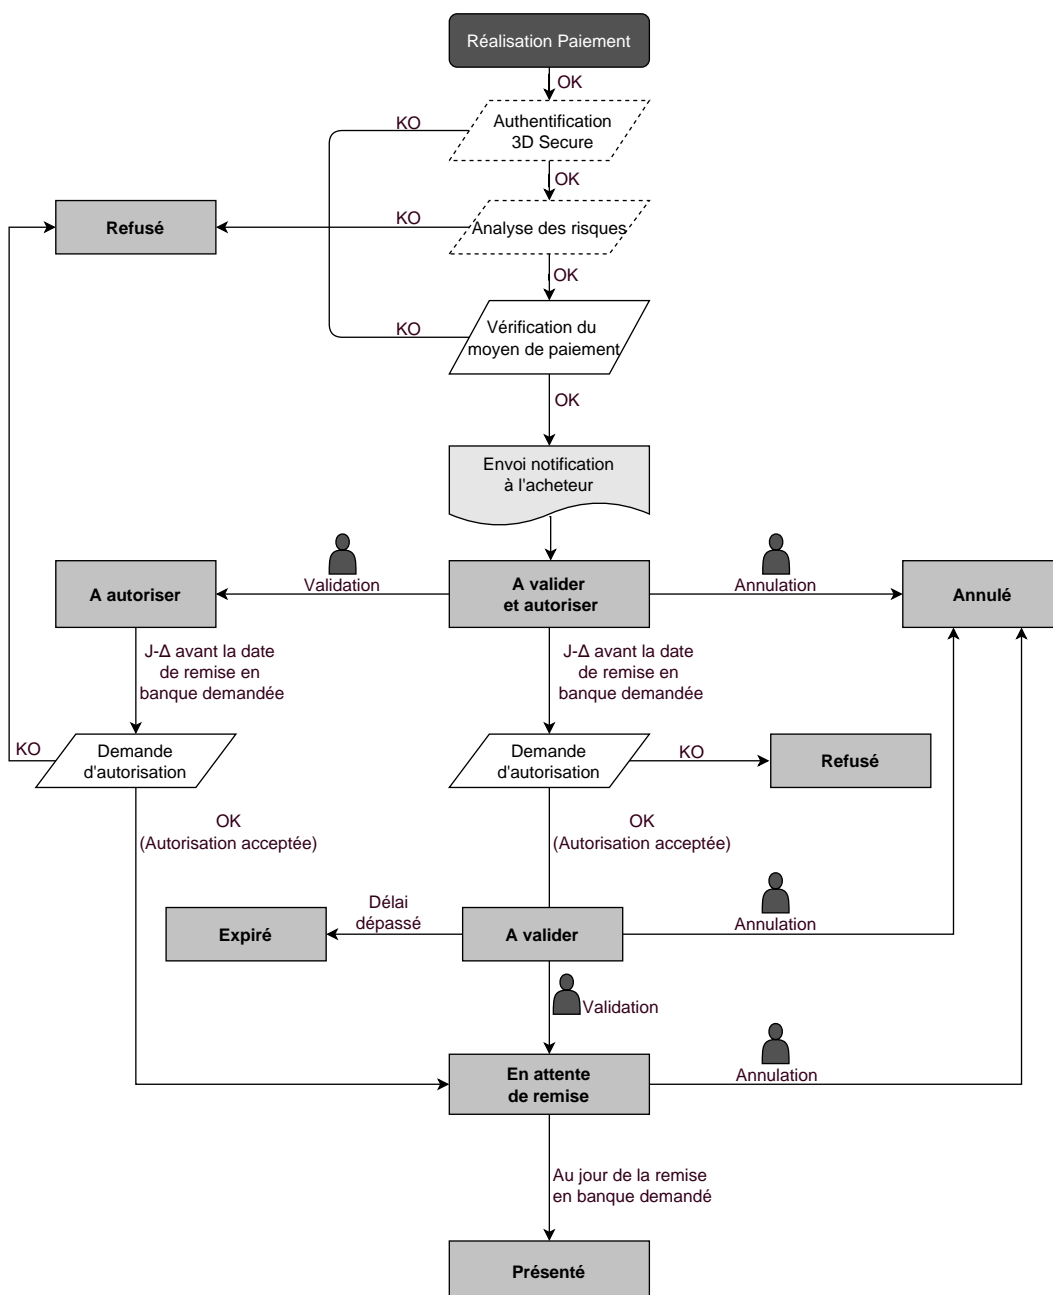 Réalisation Paiement
OK
KO
Authentification
3D Secure
OK
Refusé
KO
Analyse des risques
OK
KO
Vérification du
moyen de paiement
OK
Envoi notification
à l'acheteur
A autoriser
Validation
A valider
et autoriser
Annulation
Annulé
J-Δ avant la date
de remise en
banque demandée
J-Δ avant la date
de remise en
banque demandée
KO
Demande
d'autorisation
Demande
d'autorisation
KO
Refusé
OK
(Autorisation acceptée)
OK
(Autorisation acceptée)
Expiré
Délai
dépassé
A valider
Annulation
Validation
En attente
de remise
Annulation
Au jour de la remise
en banque demandé
Présenté